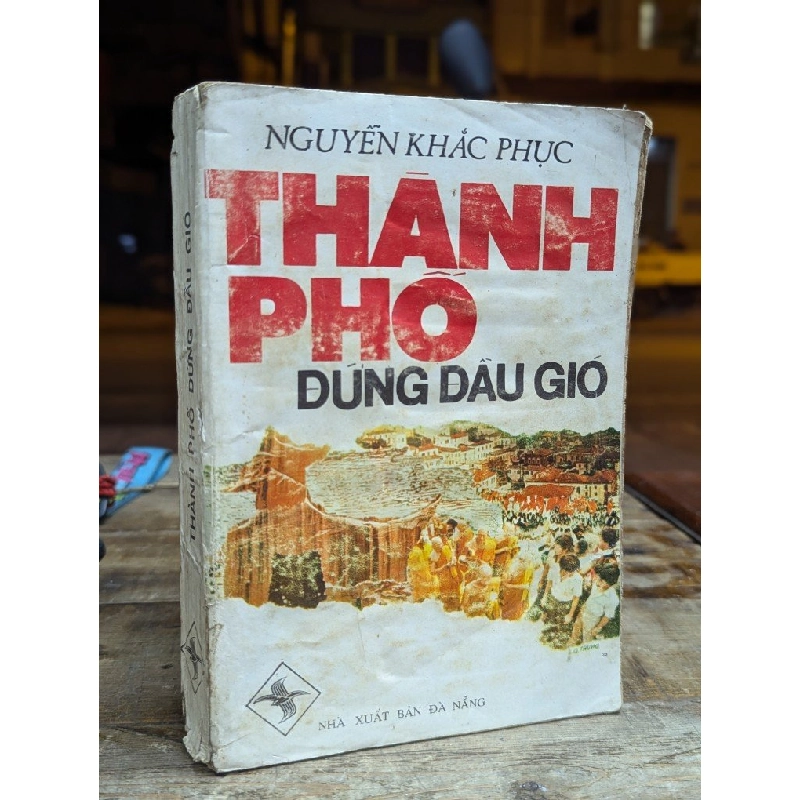 NGUYỄN KHẮC PHỤC
THÀNH
PHỐ
ĐỨNG ĐẦU GIÓ
NHÀ XUẤT BẢN ĐÀ NẴNG
THÀNH PHỐ ĐỨNG ĐẦU GIÓ